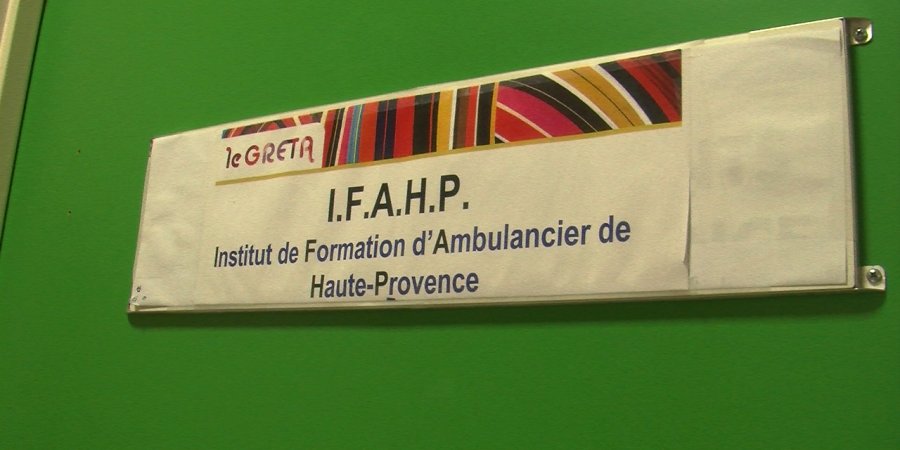 le GRETA
I.F.A.H.P.
Institut de Formation d'Ambulancier de
Haute-Provence